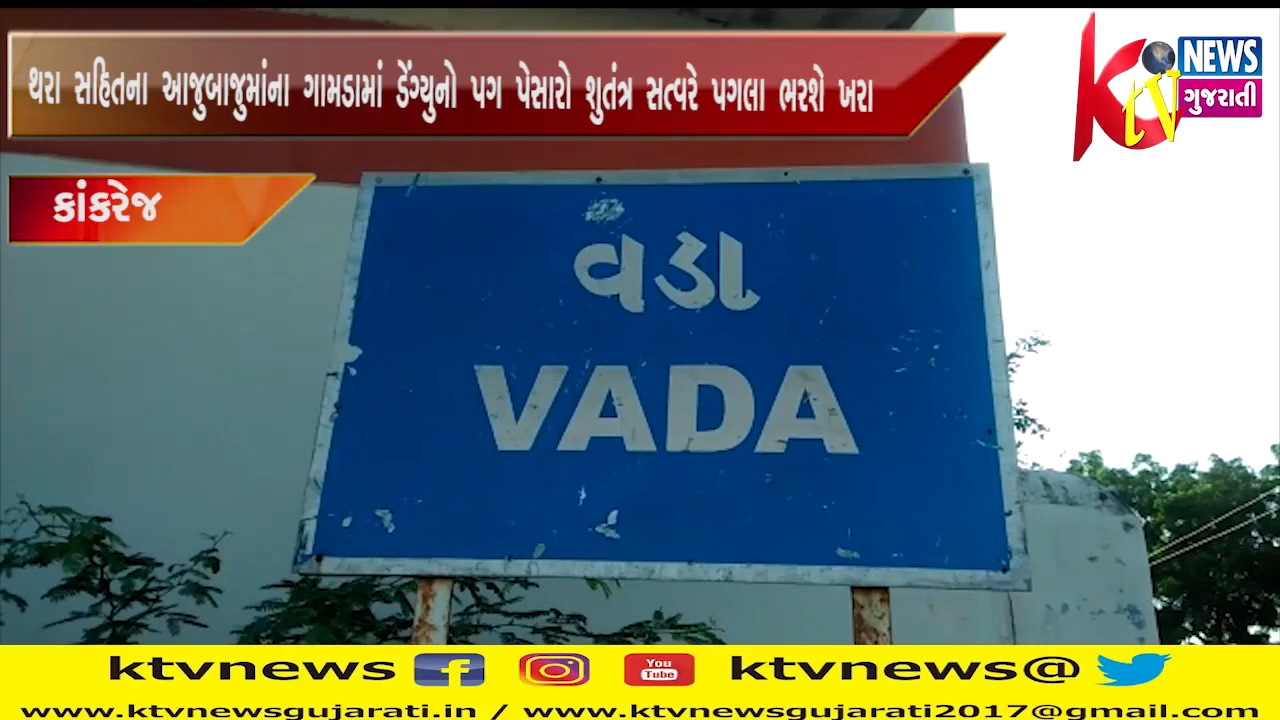 થરા સહિતના આજુબાજુમાંના ગામડામાં ડેંગ્યુનો પગ પેસારો શુતંત્ર સત્વરે પગલા ભરશે ખરા
K tv NEWS
ગુજરાતી
કાંકરેજ
વડા
VADA
ktvnews f You Tube ktvnews@
www.ktvnewsgujarati.in / www.ktvnewsgujarati2017@gmail.com